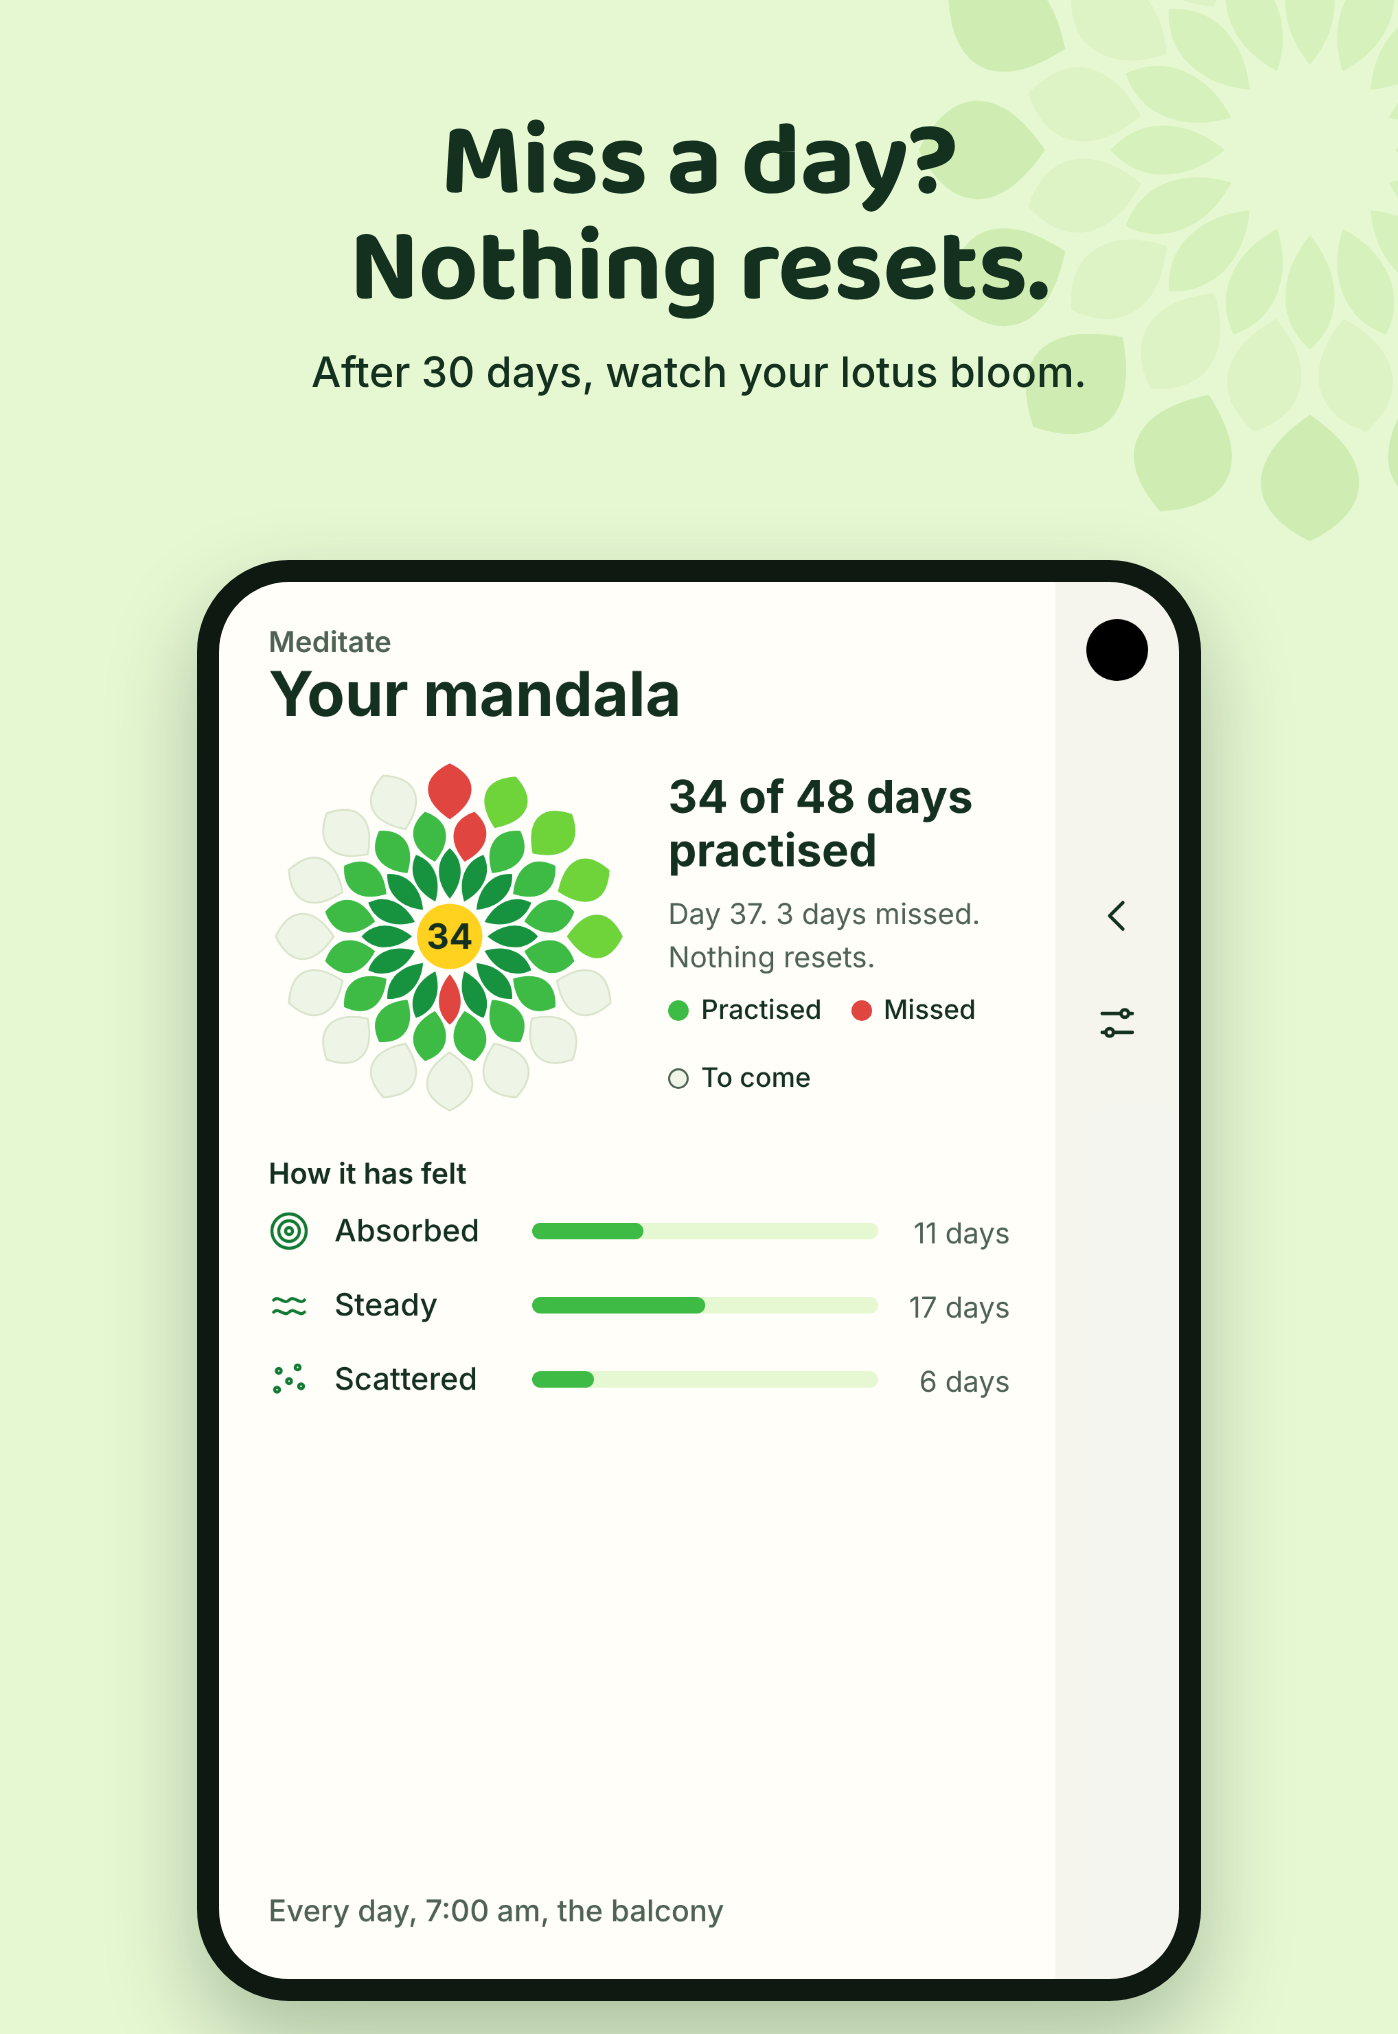 Miss a day?
Nothing resets.
After 30 days, watch your lotus bloom.
Meditate
Your mandala
34
34 of 48 days
practised
Day 37. 3 days missed.
Nothing resets.
Practised Missed
To come
How it has felt
Absorbed 11 days
Steady 17 days
Scattered 6 days
Every day, 7:00 am, the balcony